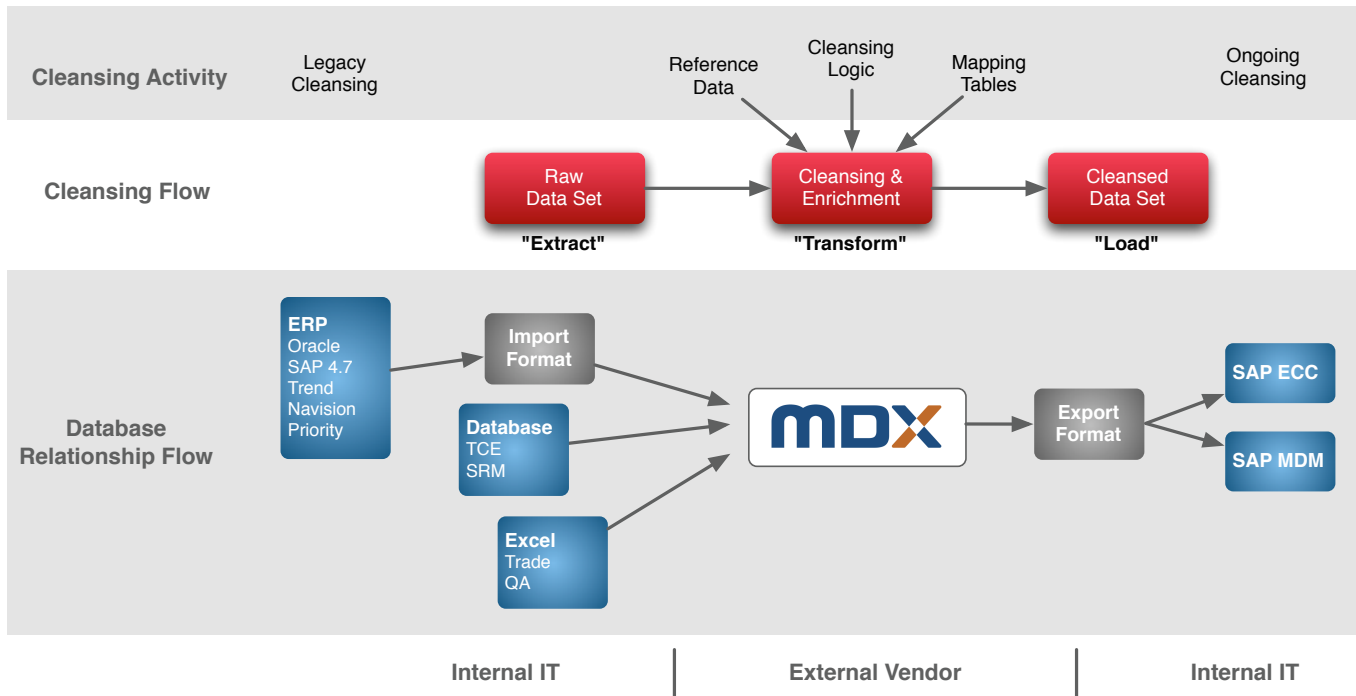 Cleansing Activity
Legacy
Cleansing
Reference
Data
Cleansing
Logic
Mapping
Tables
Ongoing
Cleansing
Cleansing Flow
Raw
Data Set
"Extract"
Cleansing &
Enrichment
"Transform"
Cleansed
Data Set
"Load"
Database
Relationship Flow
ERP
Oracle
SAP 4.7
Trend
Navision
Priority
Import
Format
Database
TCE
SRM
Excel
Trade
QA
MDX
Export
Format
SAP ECC
SAP MDM
Internal IT
External Vendor
Internal IT